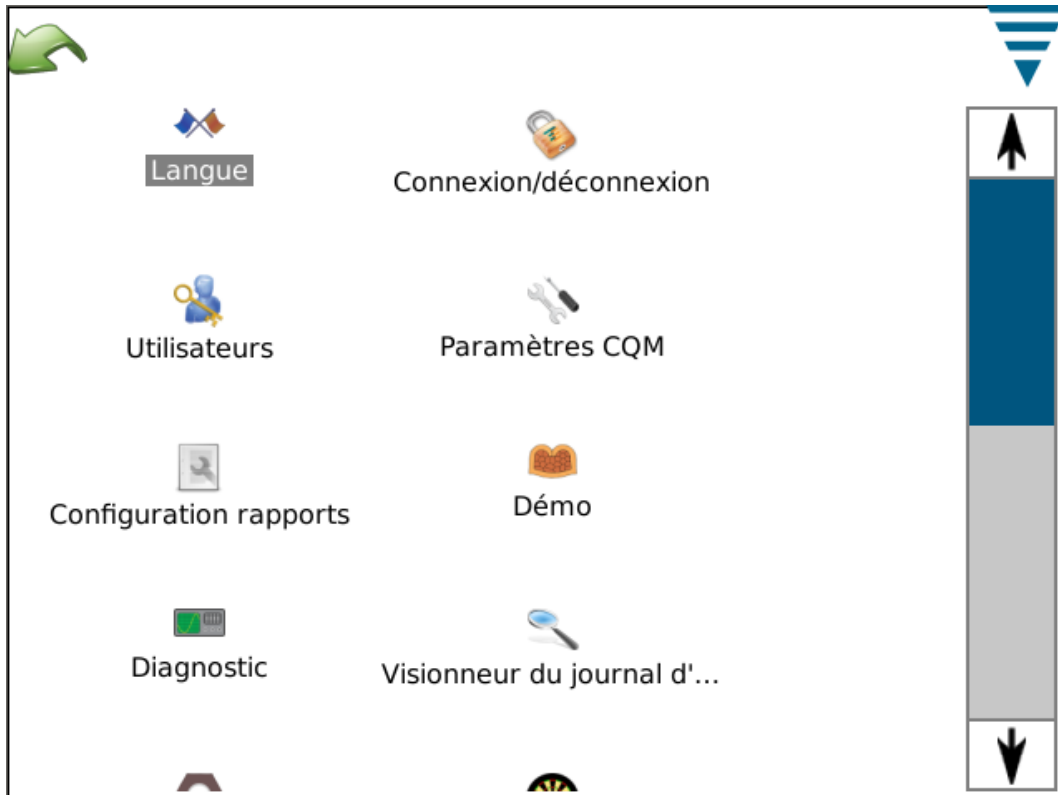 Langue
Connexion/déconnexion
Utilisateurs
Paramètres CQM
Configuration rapports
Démo
Diagnostic
Visionneur du journal d'...